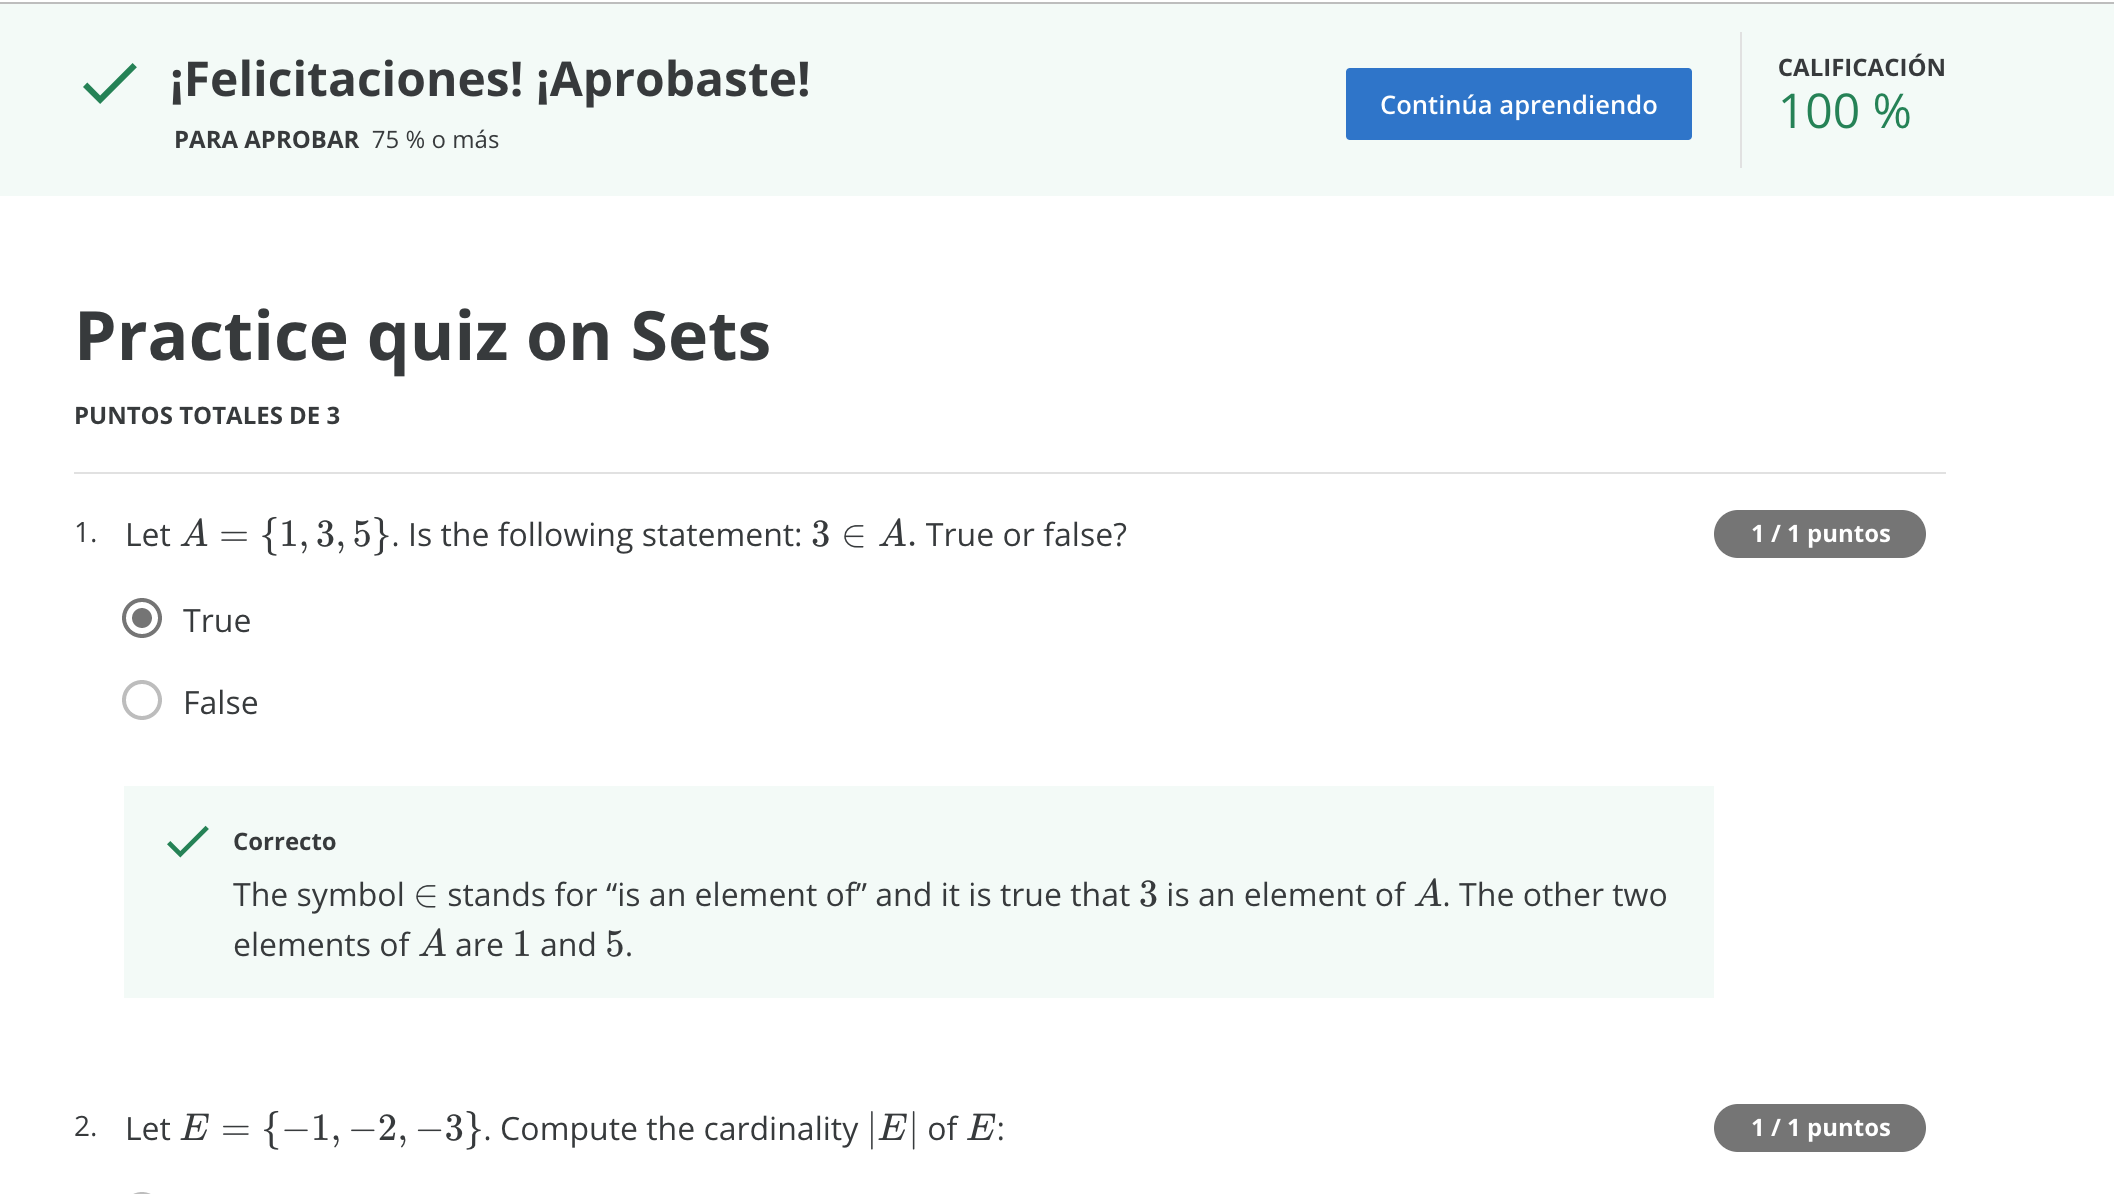 ¡Felicitaciones! ¡Aprobaste!
PARA APROBAR 75 % o más
Continúa aprendiendo
CALIFICACIÓN
100 %
Practice quiz on Sets
PUNTOS TOTALES DE 3
1. Let A = {1, 3, 5}. Is the following statement: 3 ∈ A. True or false?
1 / 1 puntos
True
False
Correcto
The symbol ∈ stands for “is an element of” and it is true that 3 is an element of A. The other two
elements of A are 1 and 5.
2. Let E = {−1, −2, −3}. Compute the cardinality |E| of E:
1 / 1 puntos